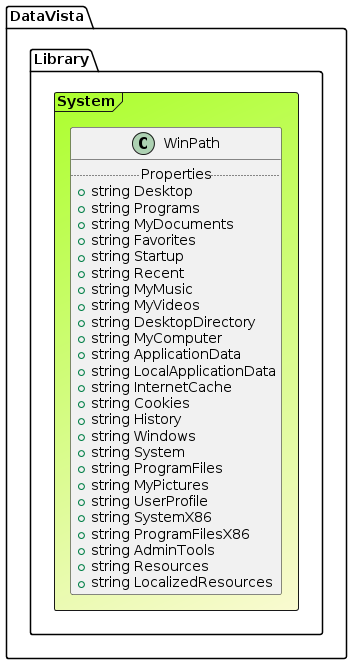 DataVista
Library
System
C WinPath
Properties
string Desktop
string Programs
string MyDocuments
string Favorites
string Startup
string Recent
string MyMusic
string MyVideos
string DesktopDirectory
string MyComputer
string ApplicationData
string LocalApplicationData
string InternetCache
string Cookies
string History
string Windows
string System
string ProgramFiles
string MyPictures
string UserProfile
string SystemX86
string ProgramFilesX86
string AdminTools
string Resources
string LocalizedResources